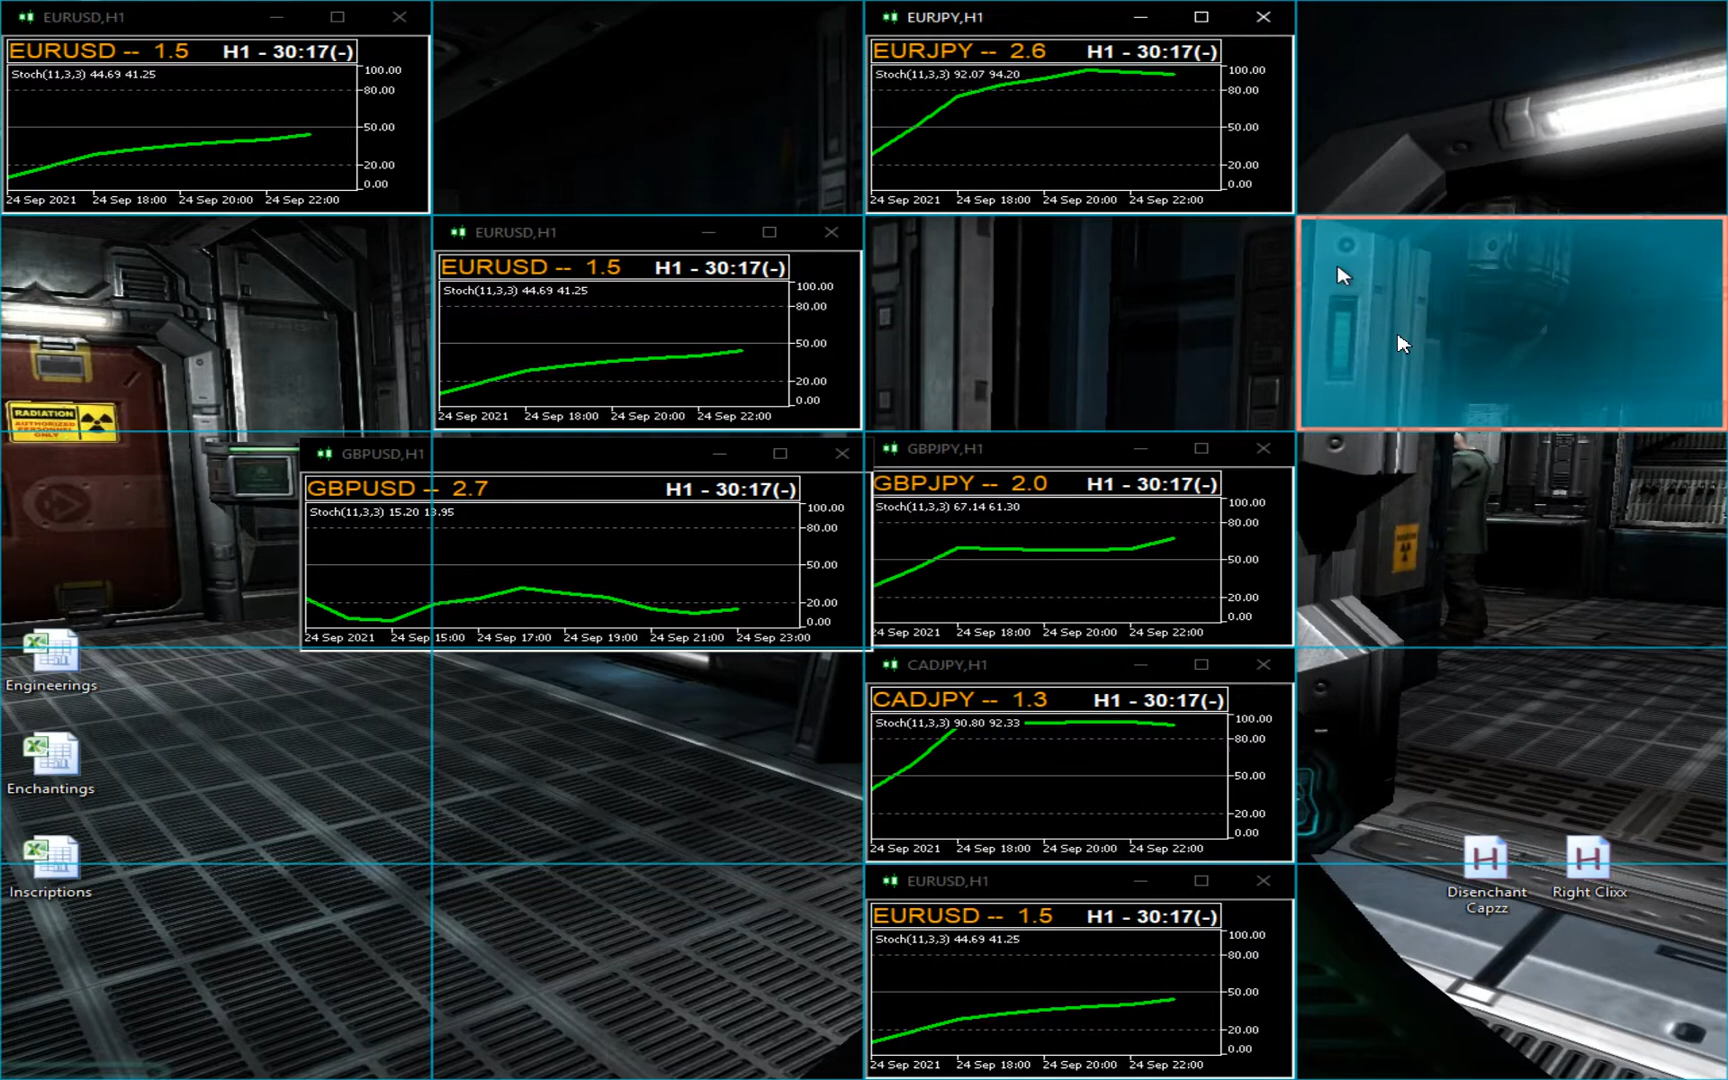 EURUSD,H1
EURUSD -- 1.5 H1 - 30:17(-)
Stoch(11,3,3) 44.69 41.25
100.00
80.00
50.00
20.00
0.00
24 Sep 2021 24 Sep 18:00 24 Sep 20:00 24 Sep 22:00
EURJPY,H1
EURJPY -- 2.6 H1 - 30:17(-)
Stoch(11,3,3) 92.07 94.20
100.00
80.00
50.00
20.00
0.00
24 Sep 2021 24 Sep 18:00 24 Sep 20:00 24 Sep 22:00
EURUSD,H1
EURUSD -- 1.5 H1 - 30:17(-)
Stoch(11,3,3) 44.69 41.25
100.00
80.00
50.00
20.00
0.00
24 Sep 2021 24 Sep 18:00 24 Sep 20:00 24 Sep 22:00
RADIATION
AUTHORIZED
PERSONNEL
ONLY
GBPUSD,H1
GBPUSD -- 2.7 H1 - 30:17(-)
Stoch(11,3,3) 15.20 13.95
100.00
80.00
50.00
20.00
0.00
24 Sep 2021 24 Sep 15:00 24 Sep 17:00 24 Sep 19:00 24 Sep 21:00 24 Sep 23:00
GBPJPY,H1
GBPJPY -- 2.0 H1 - 30:17(-)
Stoch(11,3,3) 67.14 61.30
100.00
80.00
50.00
20.00
0.00
24 Sep 2021 24 Sep 18:00 24 Sep 20:00 24 Sep 22:00
Engineerings
Enchantings
Inscriptions
CADJPY,H1
CADJPY -- 1.3 H1 - 30:17(-)
Stoch(11,3,3) 90.80 92.33
100.00
80.00
50.00
20.00
0.00
24 Sep 2021 24 Sep 18:00 24 Sep 20:00 24 Sep 22:00
EURUSD,H1
EURUSD -- 1.5 H1 - 30:17(-)
Stoch(11,3,3) 44.69 41.25
100.00
80.00
50.00
20.00
0.00
24 Sep 2021 24 Sep 18:00 24 Sep 20:00 24 Sep 22:00
H
Disenchant
Capzz
H
Right Clixx